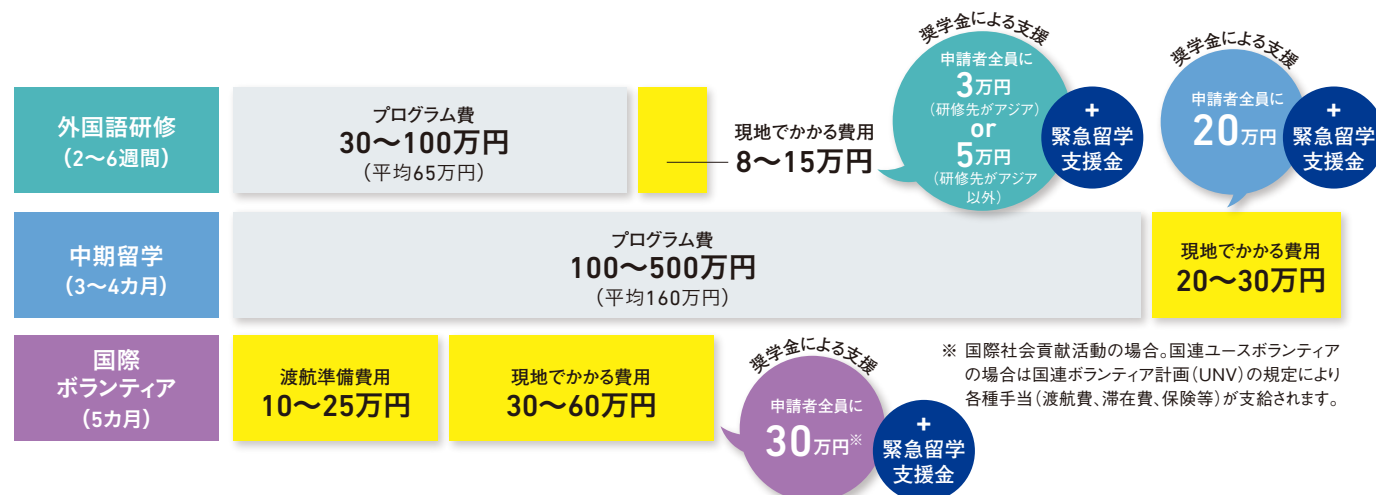 外国語研修
(2〜6週間)
プログラム費
30〜100万円
(平均65万円)
現地でかかる費用
8〜15万円
奨学金による支援
申請者全員に
3万円
(研修先がアジア)
or
5万円
(研修先がアジア
以外)
+
緊急留学
支援金
奨学金による支援
申請者全員に
20万円
+
緊急留学
支援金
中期留学
(3〜4カ月)
プログラム費
100〜500万円
(平均160万円)
現地でかかる費用
20〜30万円
国際
ボランティア
(5カ月)
渡航準備費用
10〜25万円
現地でかかる費用
30〜60万円
奨学金による支援
申請者全員に
30万円※
+
緊急留学
支援金
※ 国際社会貢献活動の場合。国連ユースボランティア
の場合は国連ボランティア計画(UNV)の規定により
各種手当(渡航費、滞在費、保険等)が支給されます。